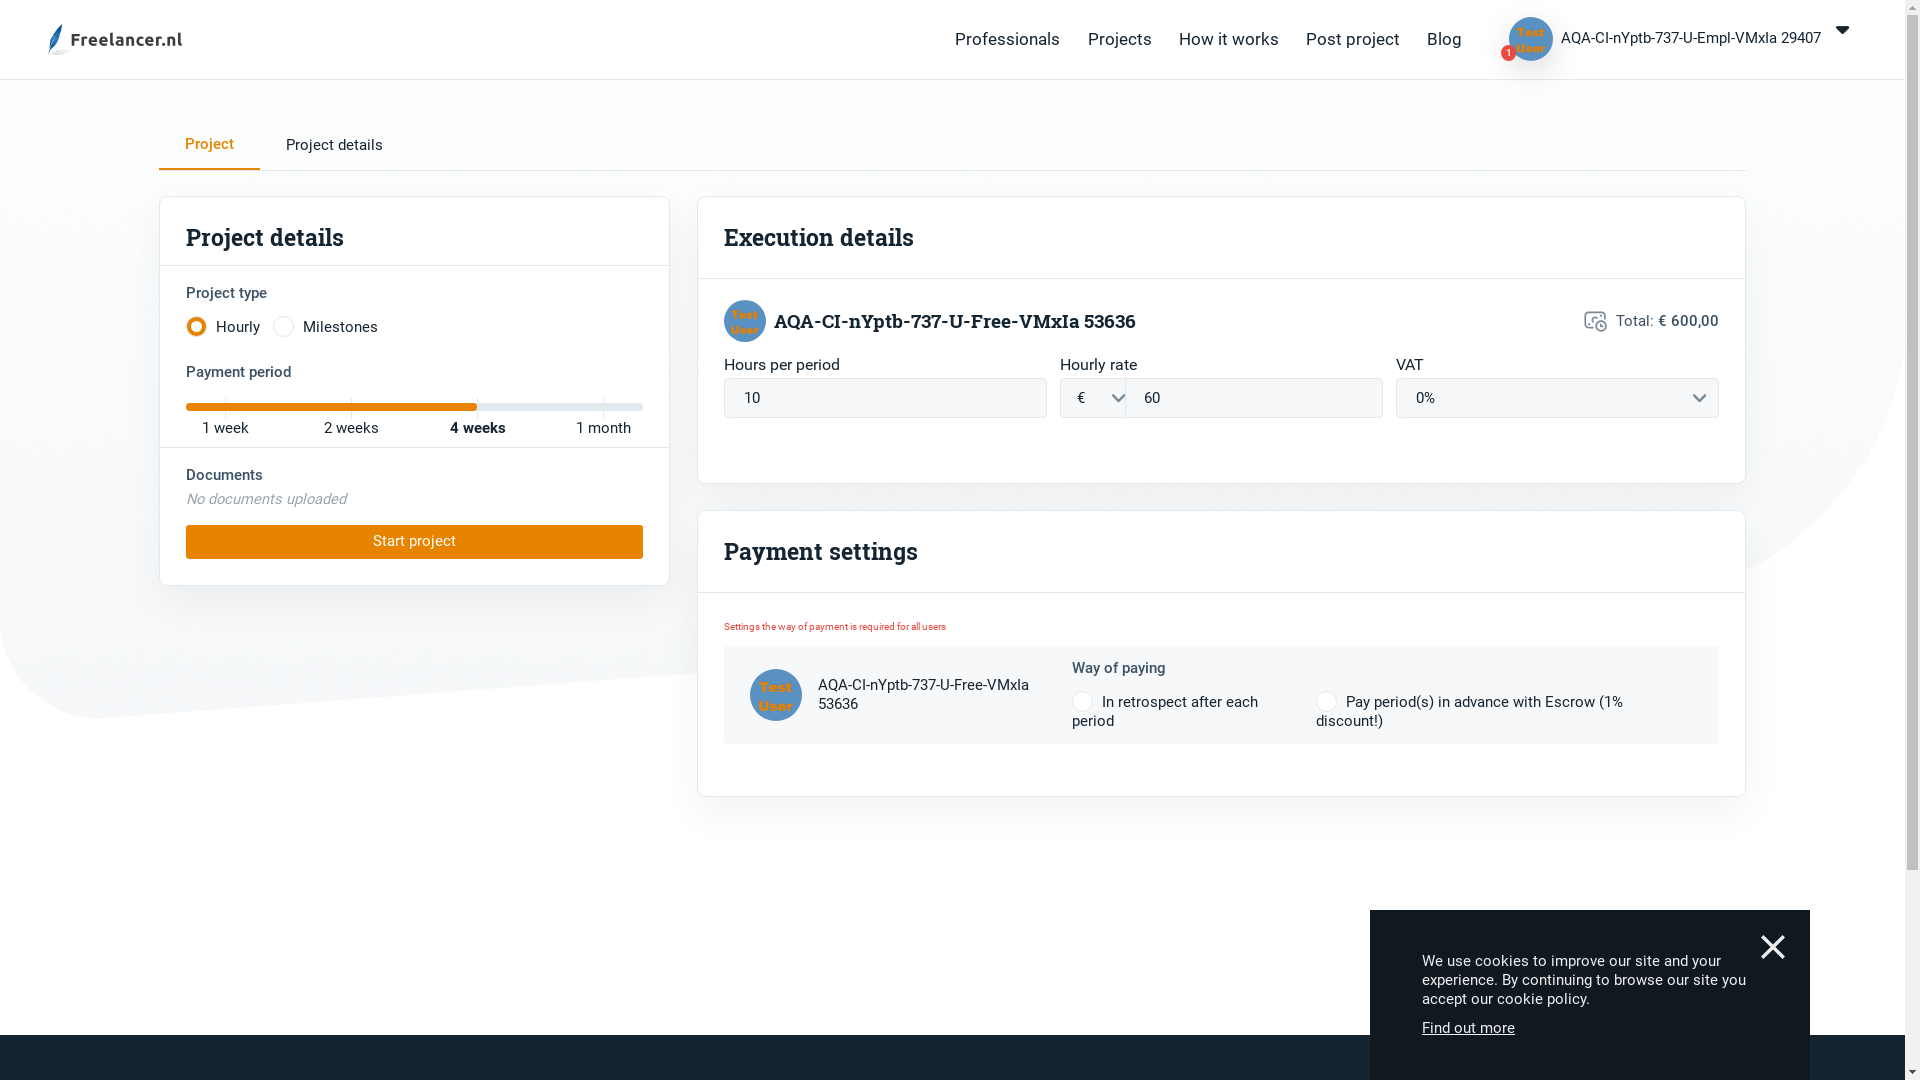 Freelancer.nl
Professionals
Projects
How it works
Post project
Blog
Test User
1
AQA-CI-nYptb-737-U-Empl-VMxIa 29407
Project
Project details
Project details
Project type
Hourly
Milestones
Payment period
1 week
2 weeks
4 weeks
1 month
Documents
No documents uploaded
Start project
Execution details
Test User
AQA-CI-nYptb-737-U-Free-VMxIa 53636
Total: € 600,00
Hours per period
10
Hourly rate
€
60
VAT
0%
Payment settings
Settings the way of payment is required for all users
Test User
AQA-CI-nYptb-737-U-Free-VMxIa
53636
Way of paying
In retrospect after each
period
Pay period(s) in advance with Escrow (1%
discount!)
We use cookies to improve our site and your
experience. By continuing to browse our site you
accept our cookie policy.
Find out more